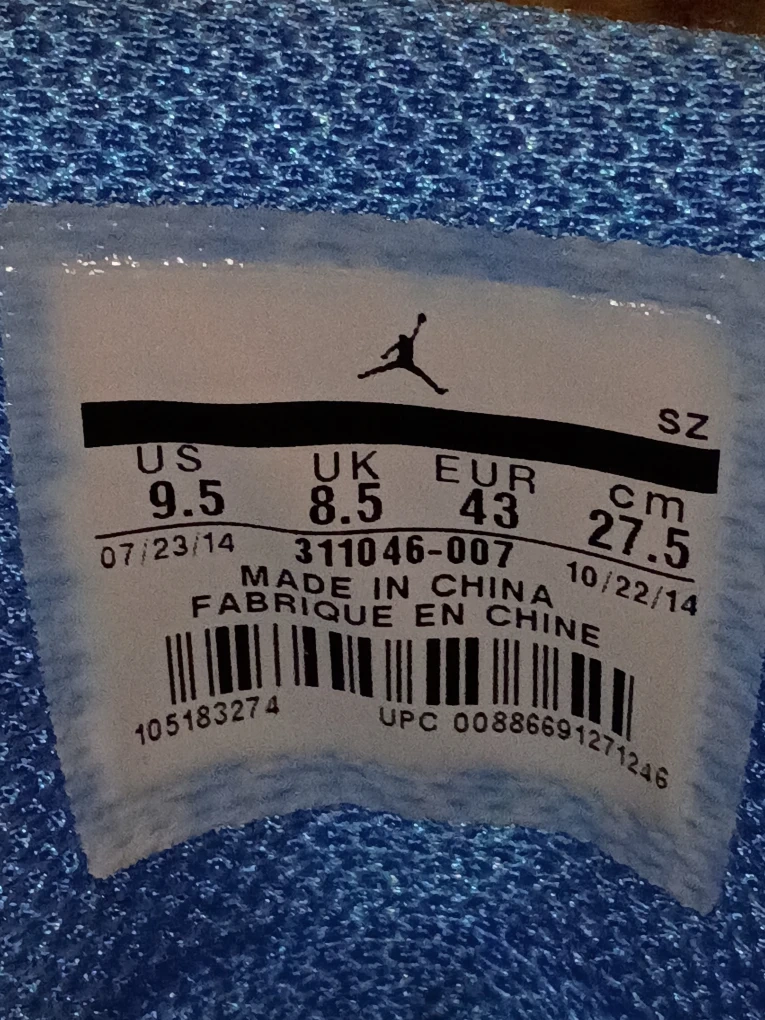 SZ
US UK EUR cm
9.5 8.5 43 27.5
07/23/14 311046-007 10/22/14
MADE IN CHINA
FABRIQUE EN CHINE
105183274 UPC 00886691271246